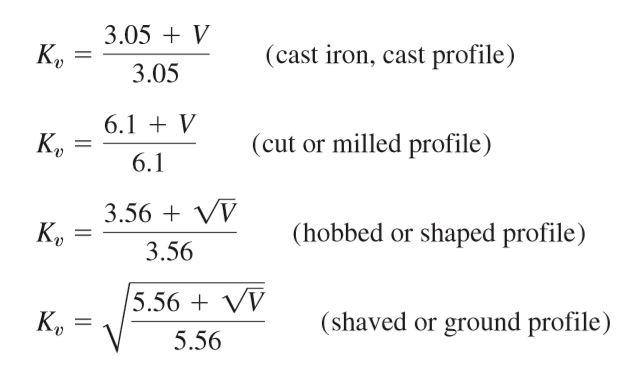 K_v = (3.05 + V) / 3.05 (cast iron, cast profile)
K_v = (6.1 + V) / 6.1 (cut or milled profile)
K_v = (3.56 + √V) / 3.56 (hobbed or shaped profile)
K_v = √((5.56 + √V) / 5.56) (shaved or ground profile)